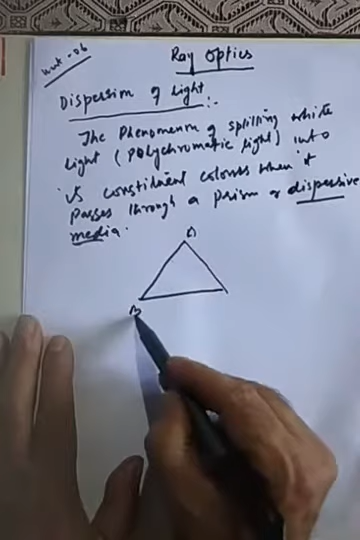 Unit-06
Ray Optics
Dispersion of Light:-
The Phenomenon of splitting white
Light (Polychromatic light) into
its constituent colours when it
passes through a prism or dispersive
media.
A
B